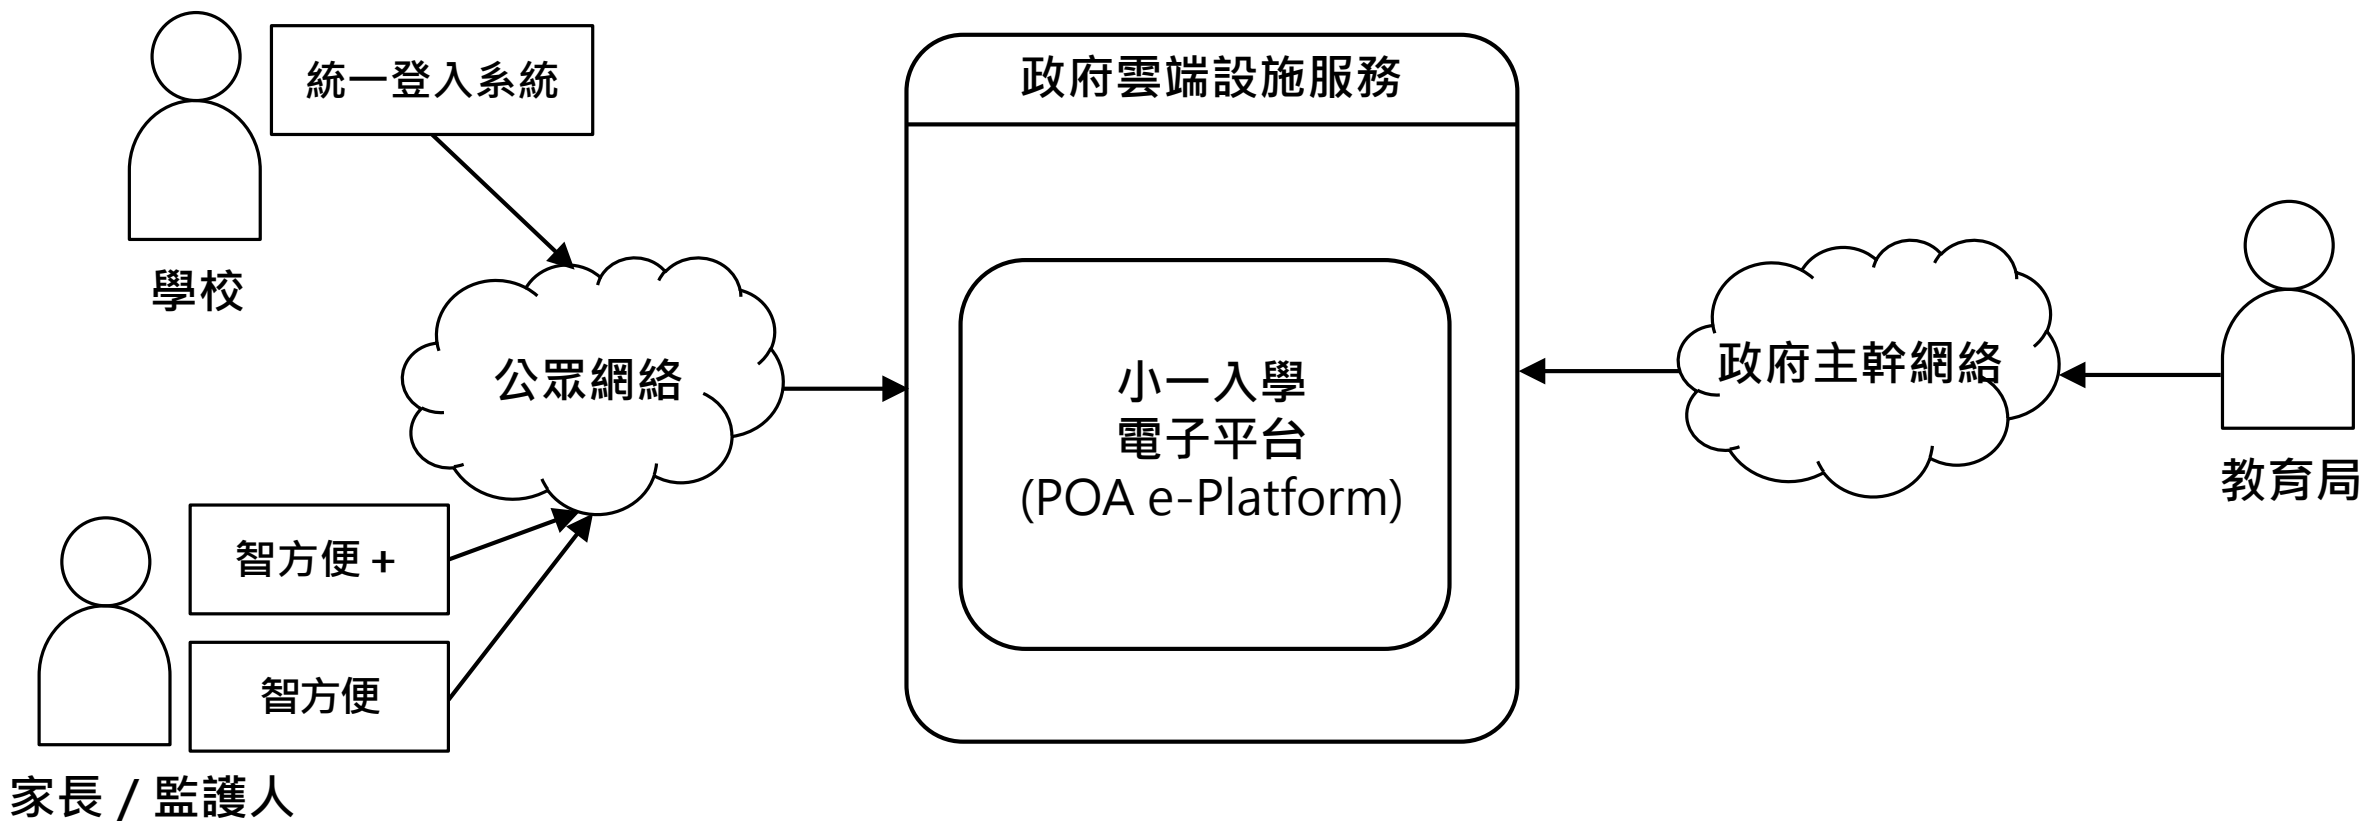 統一登入系統
政府雲端設施服務
學校
公眾網絡
小一入學
電子平台
(POA e-Platform)
政府主幹網絡
教育局
智方便 +
智方便
家長 / 監護人